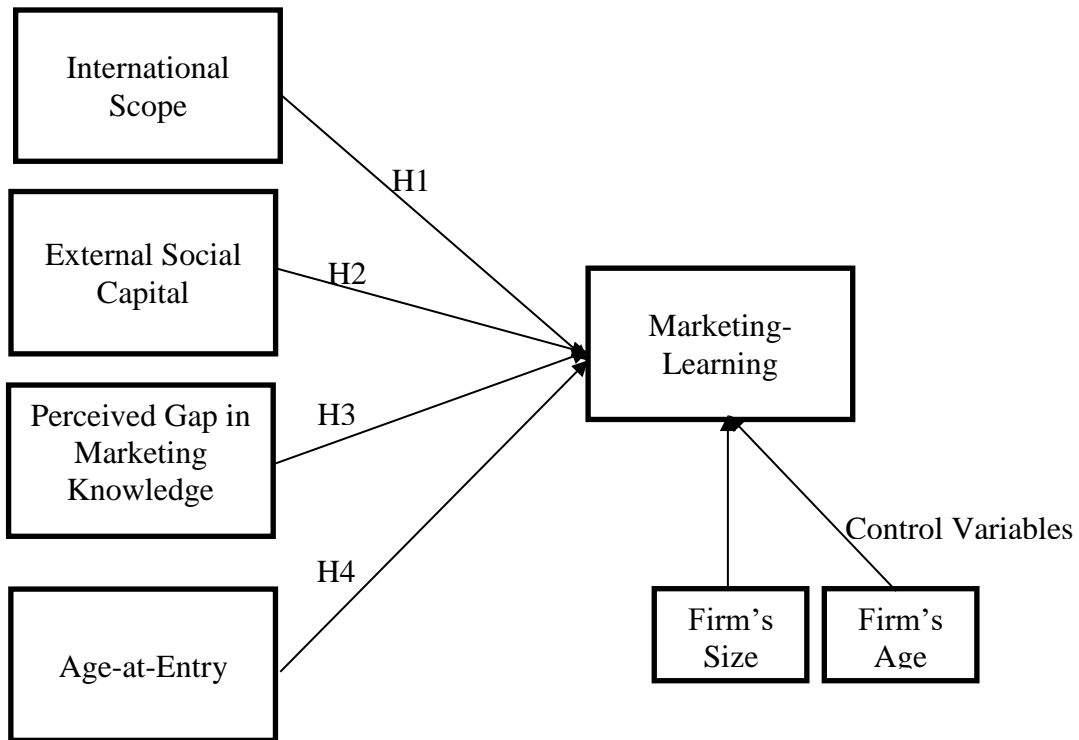 International
Scope
H1
External Social
Capital
H2
Marketing-
Learning
Perceived Gap in
Marketing
Knowledge
H3
Control Variables
H4
Age-at-Entry
Firm's
Size
Firm's
Age